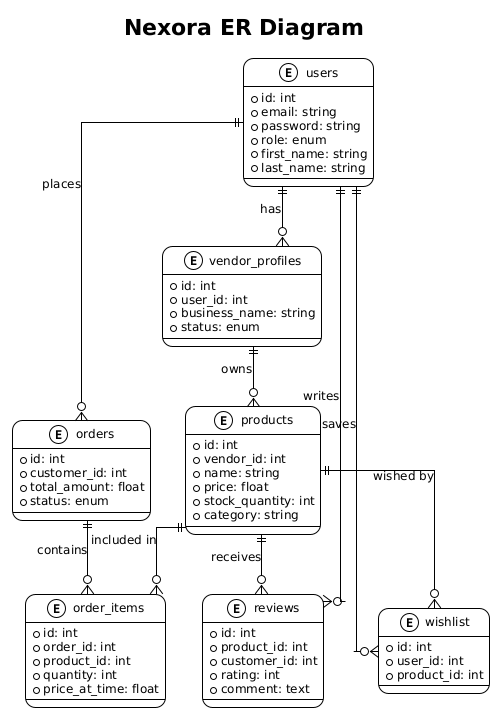 Nexora ER Diagram
E users
id: int
email: string
password: string
role: enum
first_name: string
last_name: string
places
has
E vendor_profiles
id: int
user_id: int
business_name: string
status: enum
owns
writes
saves
E orders
id: int
customer_id: int
total_amount: float
status: enum
E products
id: int
vendor_id: int
name: string
price: float
stock_quantity: int
category: string
wished by
contains
included in
receives
E order_items
id: int
order_id: int
product_id: int
quantity: int
price_at_time: float
E reviews
id: int
product_id: int
customer_id: int
rating: int
comment: text
E wishlist
id: int
user_id: int
product_id: int